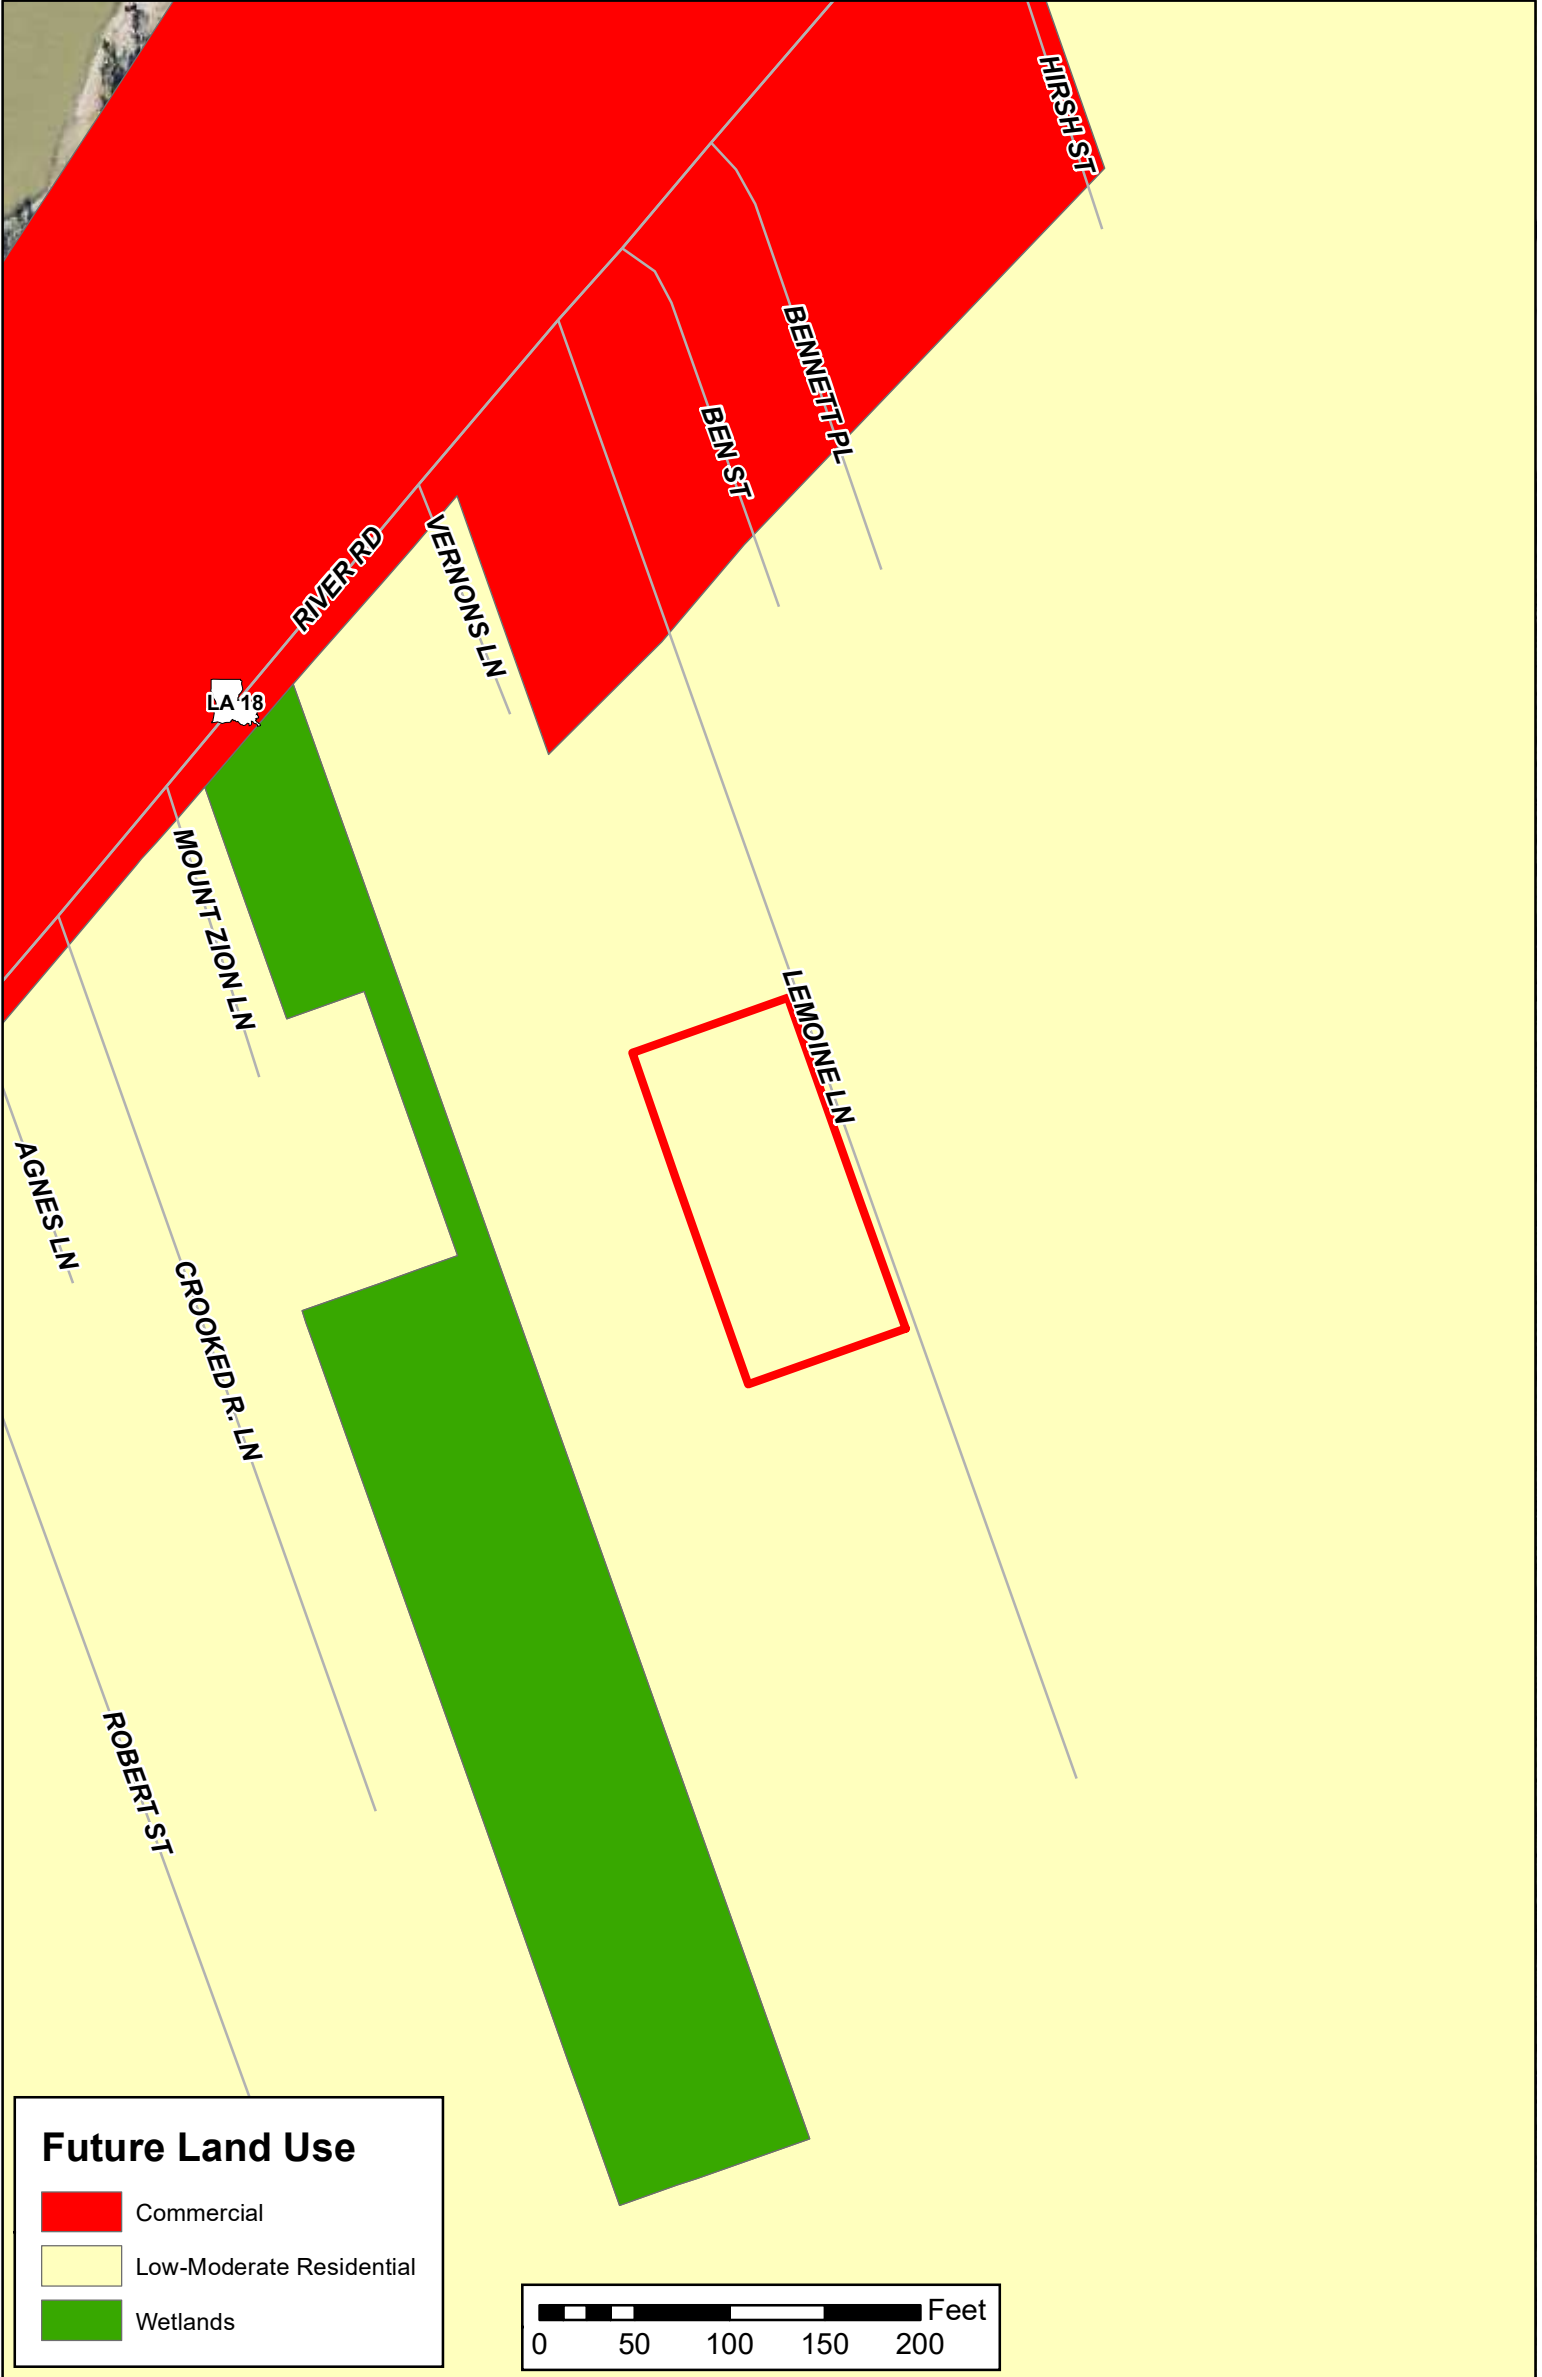 HIRSH ST
BENNETT PL
BEN ST
RIVER RD
VERNONS LN
LA 18
MOUNT ZION LN
LEMOINE LN
AGNES LN
CROOKED R. LN
ROBERT ST
Future Land Use
Commercial
Low-Moderate Residential
Wetlands
Feet
0 50 100 150 200